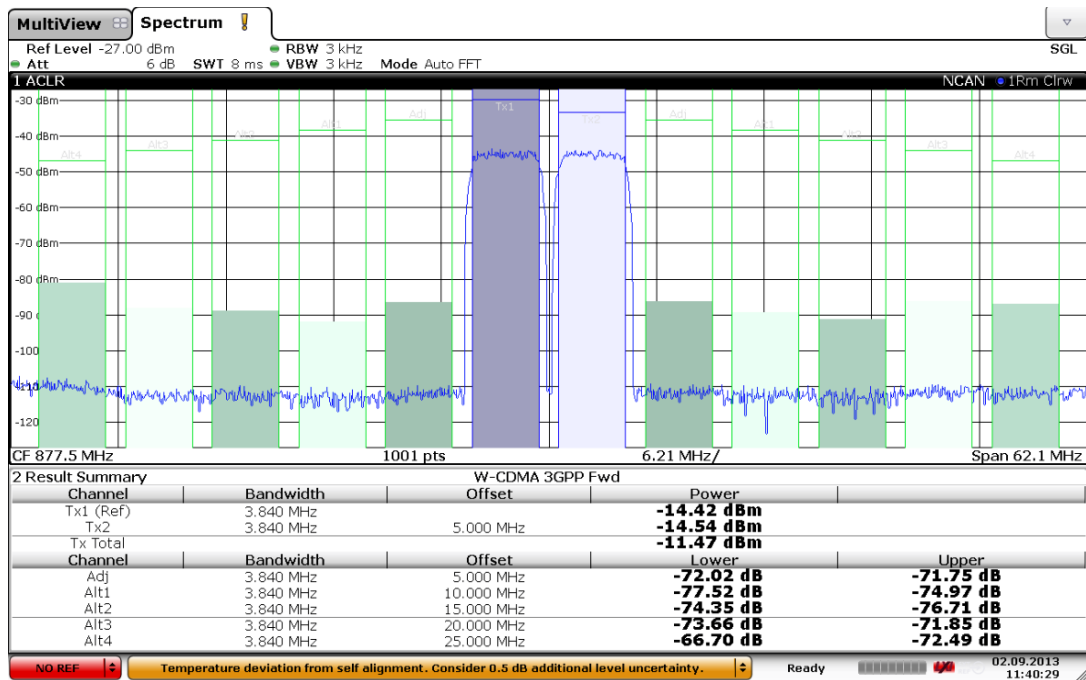 MultiView Spectrum
Ref Level -27.00 dBm RBW 3 kHz SGL
Att 6 dB SWT 8 ms VBW 3 kHz Mode Auto FFT
1 ACLR NCAN 1Rm Clrw
-30 dBm Tx1
Adj Tx2 Adj
Alt1 Alt1
-40 dBm Alt2 Alt2
Alt3 Alt3
Alt4 Alt4
-50 dBm
-60 dBm
-70 dBm
-80 dBm
-90
-100
-110
-120
CF 877.5 MHz 1001 pts 6.21 MHz/ Span 62.1 MHz
2 Result Summary W-CDMA 3GPP Fwd
Channel Bandwidth Offset Power
Tx1 (Ref) 3.840 MHz -14.42 dBm
Tx2 3.840 MHz 5.000 MHz -14.54 dBm
Tx Total -11.47 dBm
Channel Bandwidth Offset Lower Upper
Adj 3.840 MHz 5.000 MHz -72.02 dB -71.75 dB
Alt1 3.840 MHz 10.000 MHz -77.52 dB -74.97 dB
Alt2 3.840 MHz 15.000 MHz -74.35 dB -76.71 dB
Alt3 3.840 MHz 20.000 MHz -73.66 dB -71.85 dB
Alt4 3.840 MHz 25.000 MHz -66.70 dB -72.49 dB
NO REF Temperature deviation from self alignment. Consider 0.5 dB additional level uncertainty. Ready 02.09.2013
11:40:29